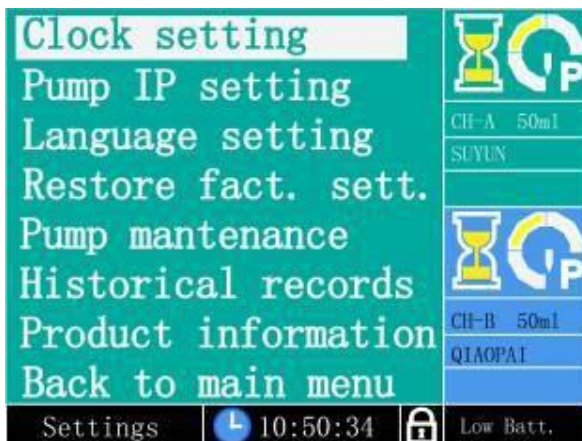 Clock setting
Pump IP setting
Language setting
Restore fact. sett.
Pump mantenance
Historical records
Product information
Back to main menu
P
CH-A 50ml
SUYUN
P
CH-B 50ml
QIAOPAI
Settings 10:50:34 Low Batt.